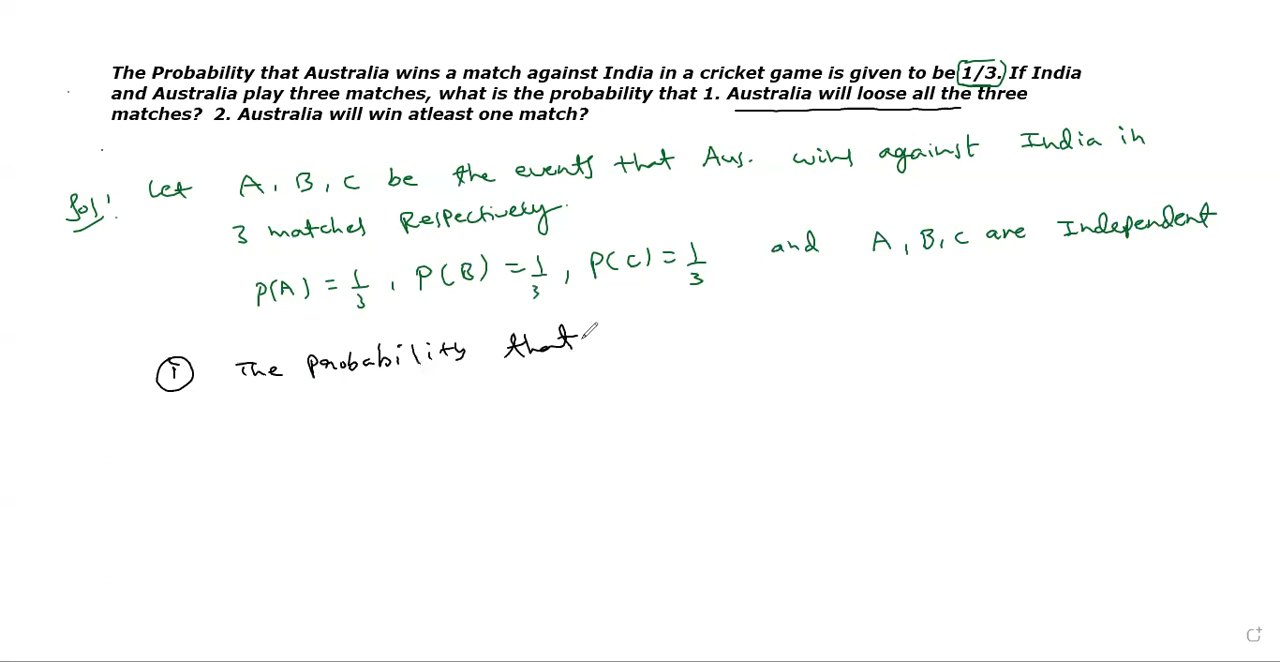 The Probability that Australia wins a match against India in a cricket game is given to be 1/3. If India
and Australia play three matches, what is the probability that 1. Australia will loose all the three
matches? 2. Australia will win atleast one match?
Sol: Let A, B, C be the events that Aus. wins against India in
3 matches Respectively.
P(A) = 1/3, P(B) = 1/3, P(C) = 1/3 and A, B, C are Independent
(i) The Probability that